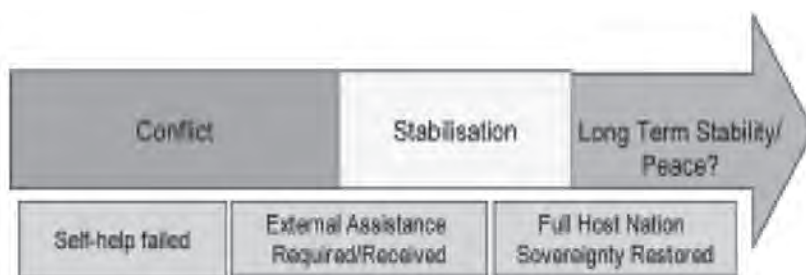 Conflict
Stabilisation
Long Term Stability/
Peace?
Self-help failed
External Assistance
Required/Received
Full Host Nation
Sovereignty Restored